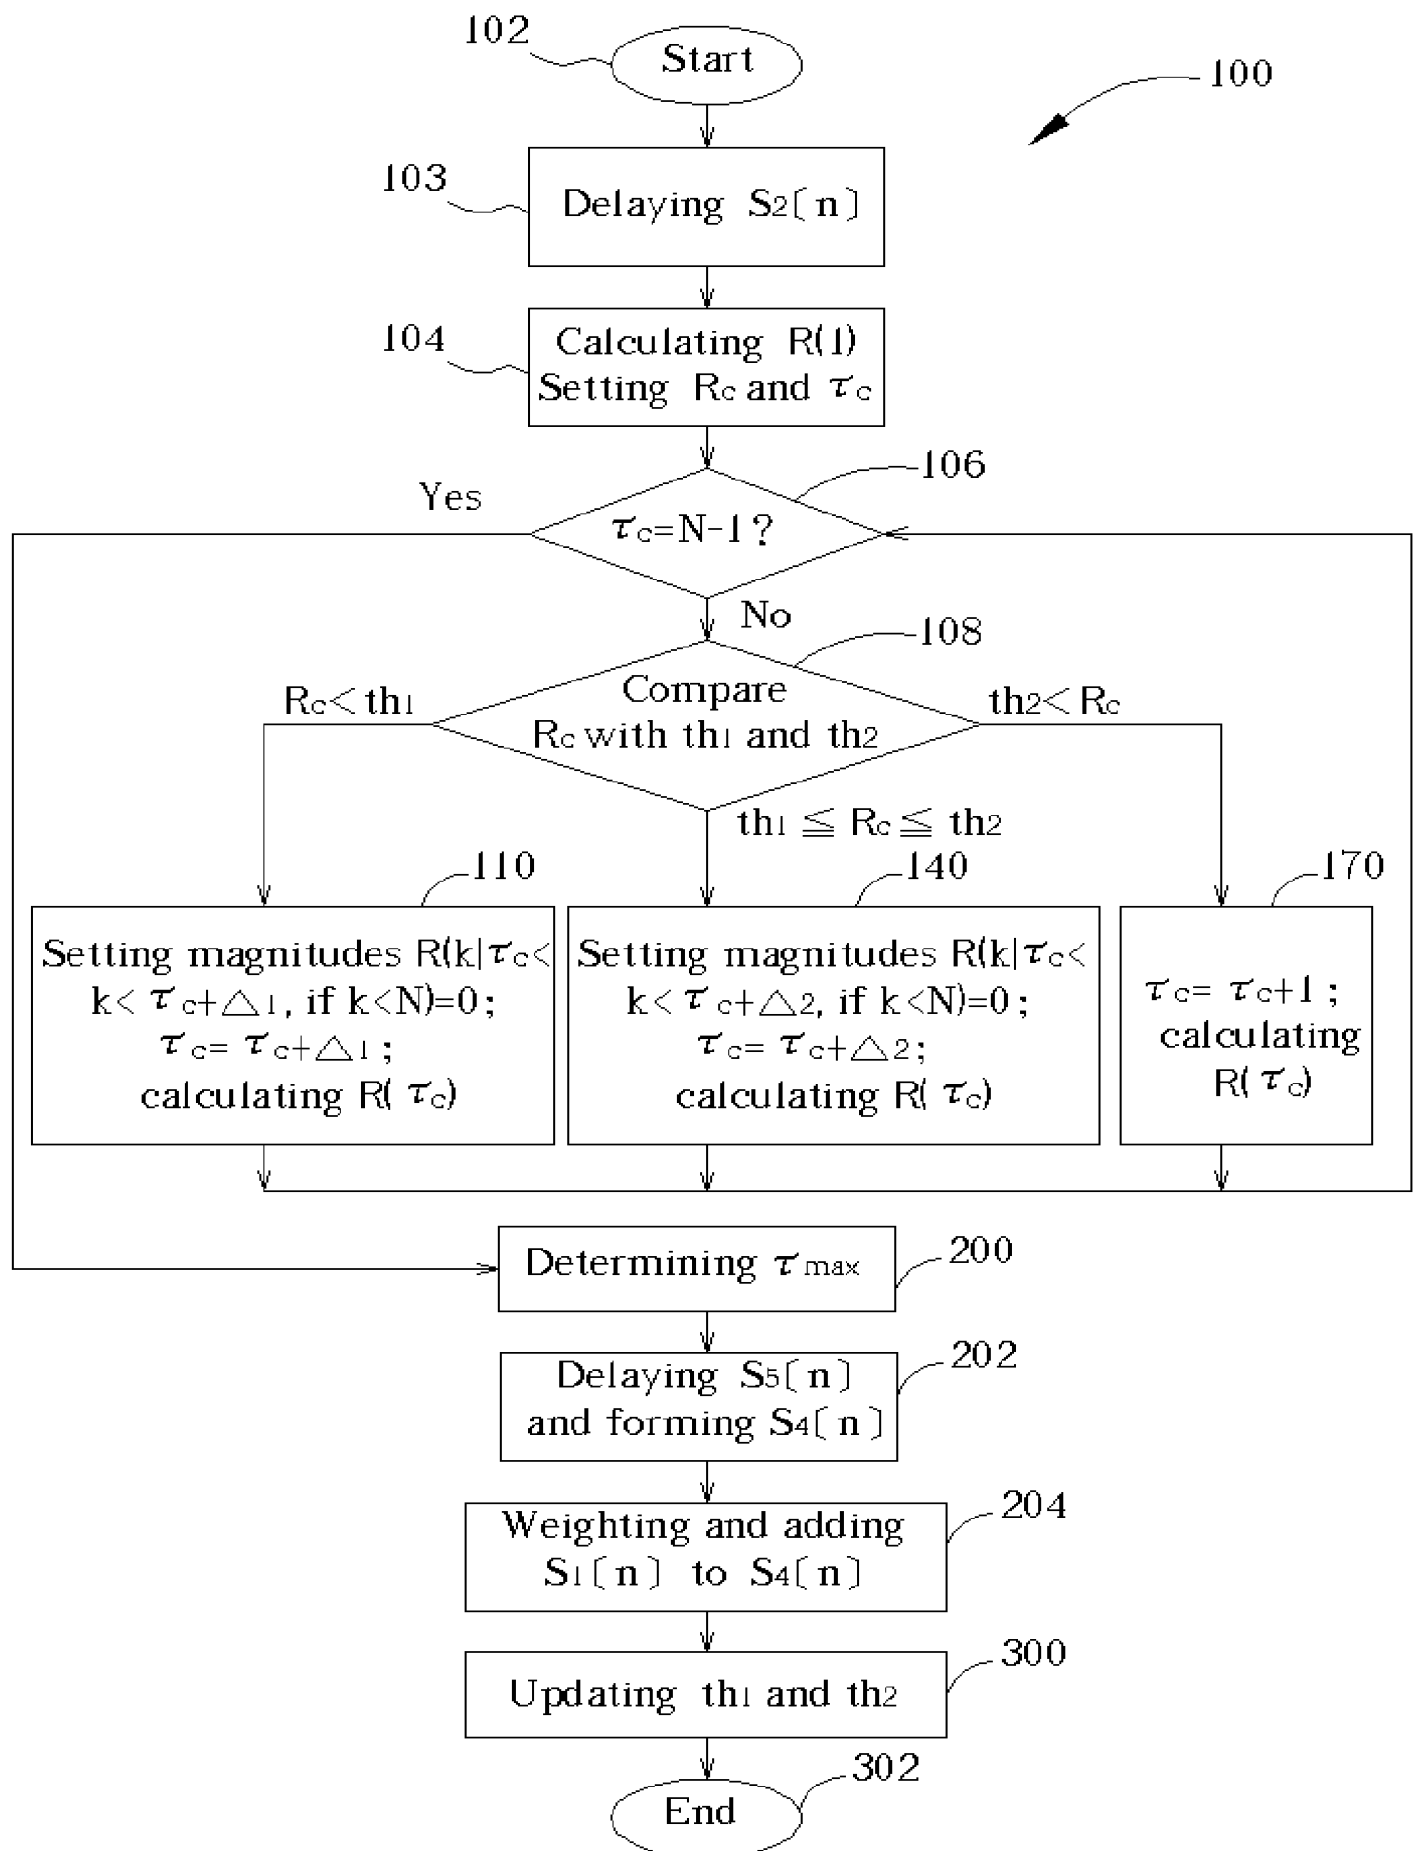 102
Start
100
103
Delaying S2[n]
104
Calculating R(1)
Setting Rc and τc
106
Yes
τc=N-1?
No
108
Rc<th1
Compare
Rc with th1 and th2
th2<Rc
th1 ≦ Rc ≦ th2
110
Setting magnitudes R(k|τc<
k< τc+△1, if k<N)=0;
τc= τc+△1;
calculating R(τc)
140
Setting magnitudes R(k|τc<
k< τc+△2, if k<N)=0;
τc= τc+△2;
calculating R(τc)
170
τc= τc+1;
calculating
R(τc)
Determining τmax
200
Delaying S5[n]
and forming S4[n]
202
Weighting and adding
S1[n] to S4[n]
204
Updating th1 and th2
300
End
302